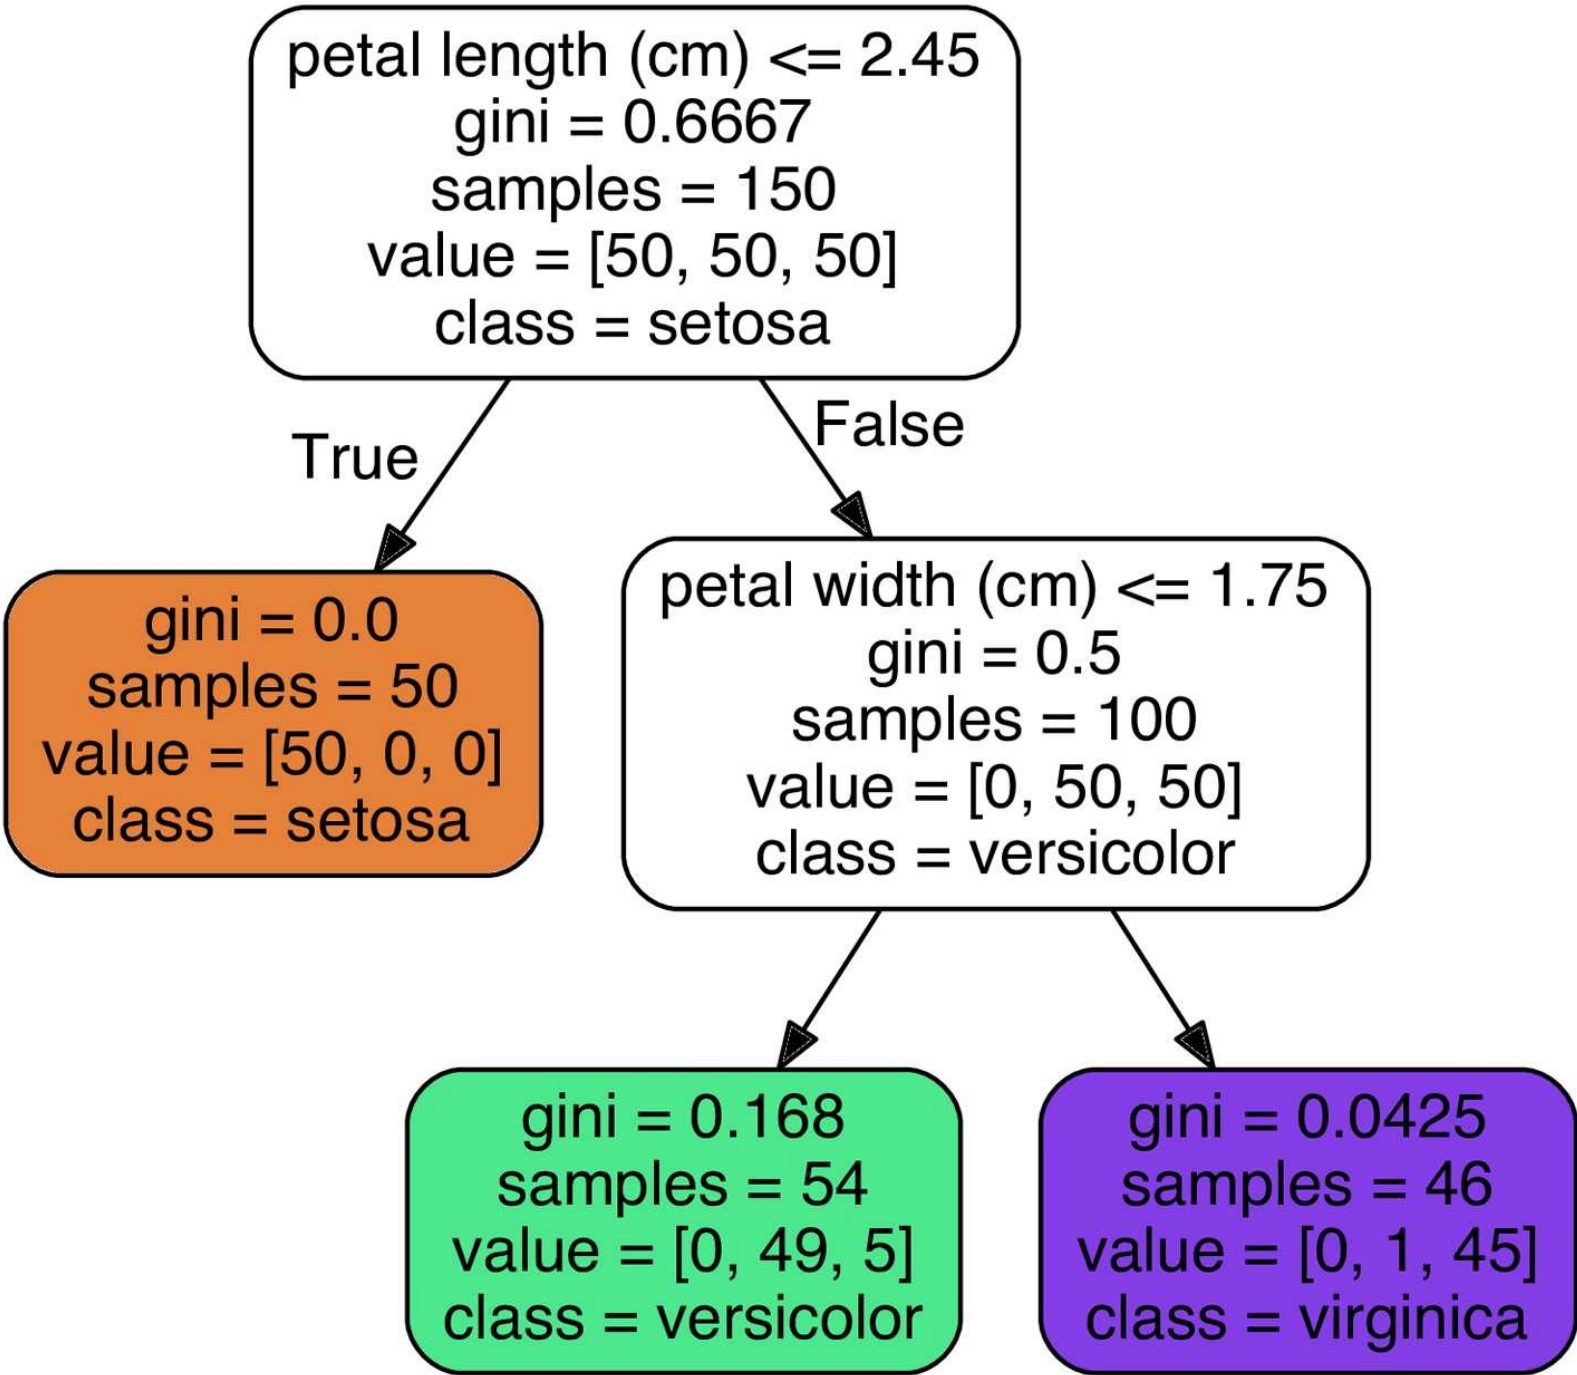 petal length (cm) <= 2.45
gini = 0.6667
samples = 150
value = [50, 50, 50]
class = setosa
True
False
gini = 0.0
samples = 50
value = [50, 0, 0]
class = setosa
petal width (cm) <= 1.75
gini = 0.5
samples = 100
value = [0, 50, 50]
class = versicolor
gini = 0.168
samples = 54
value = [0, 49, 5]
class = versicolor
gini = 0.0425
samples = 46
value = [0, 1, 45]
class = virginica